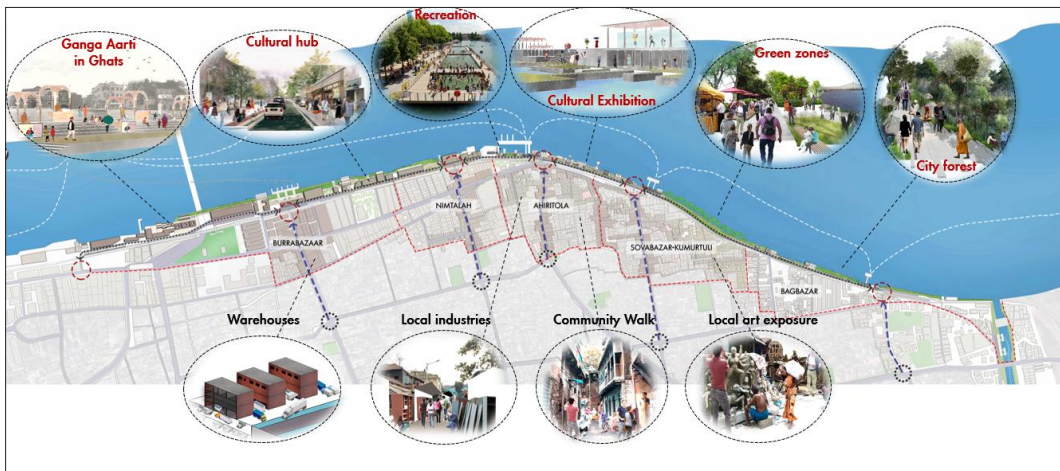 Ganga Aarti
in Ghats
Cultural hub
Recreation
Cultural Exhibition
Green zones
City forest
BURRABAZAAR
NIMTALAH
AHIRITOLA
SOVABAZAR-KUMURTULI
BAGBAZAR
Warehouses
Local industries
Community Walk
Local art exposure